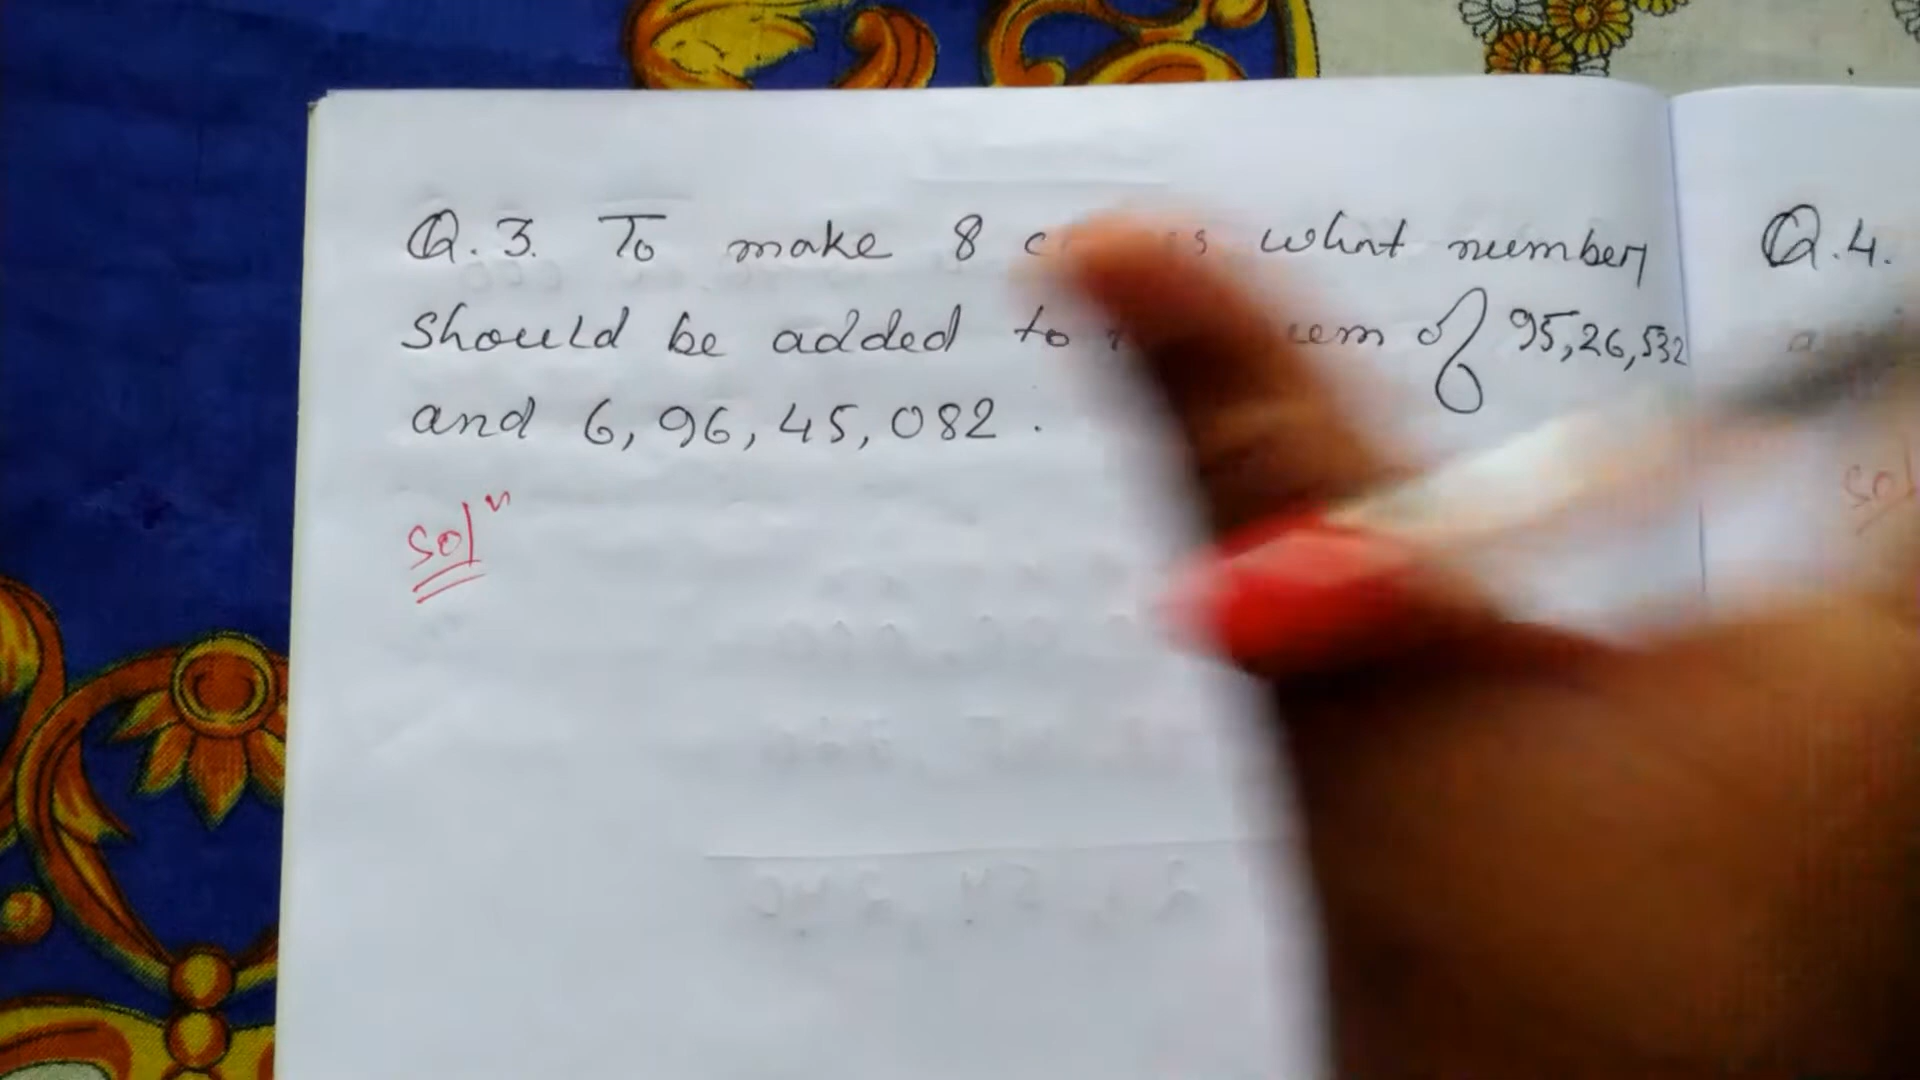 Q.3. To make 8 what number
should be added to of 95,26,532
and 6,96,45,082.
Solⁿ
Q.4.
Sol